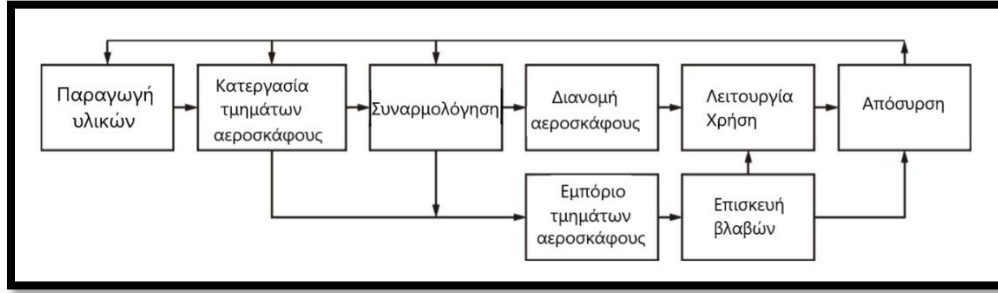 Παραγωγή
υλικών
Κατεργασία
τμημάτων
αεροσκάφους
Συναρμολόγηση
Διανομή
αεροσκάφους
Λειτουργία
Χρήση
Απόσυρση
Εμπόριο
τμημάτων
αεροσκάφους
Επισκευή
βλαβών